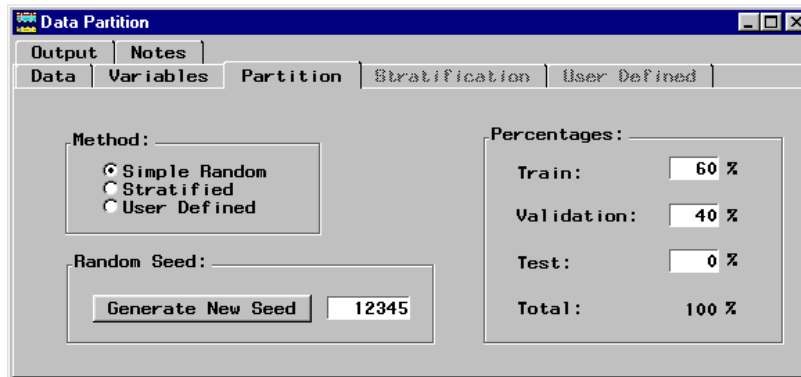 Data Partition
Output Notes
Data Variables Partition Stratification User Defined
Method:
Simple Random
Stratified
User Defined
Random Seed:
Generate New Seed 12345
Percentages:
Train: 60 %
Validation: 40 %
Test: 0 %
Total: 100 %